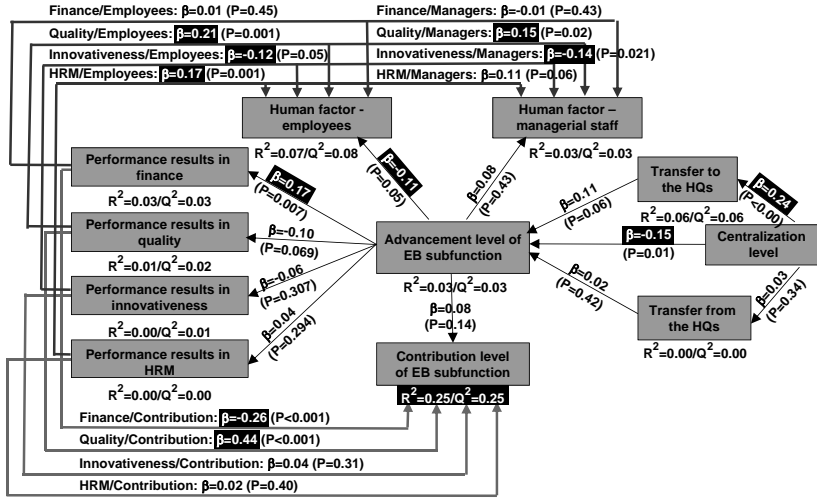 Finance/Employees: β=0.01 (P=0.45)
Finance/Managers: β=-0.01 (P=0.43)
Quality/Employees: β=0.21 (P=0.001)
Quality/Managers: β=0.15 (P=0.02)
Innovativeness/Employees: β=-0.12 (P=0.05)
Innovativeness/Managers: β=-0.14 (P=0.021)
HRM/Employees: β=0.17 (P=0.001)
HRM/Managers: β=0.11 (P=0.06)
Human factor -
employees
R²=0.07/Q²=0.08
Human factor –
managerial staff
R²=0.03/Q²=0.03
β=-0.11
(P=0.05)
β=0.08
(P=0.43)
Performance results in
finance
R²=0.03/Q²=0.03
β=0.17
(P=0.007)
Performance results in
quality
R²=0.01/Q²=0.02
β=-0.10
(P=0.069)
Performance results in
innovativeness
R²=0.00/Q²=0.01
β=-0.06
(P=0.307)
Performance results in
HRM
R²=0.00/Q²=0.00
β=0.04
(P=0.294)
Advancement level of
EB subfunction
R²=0.03/Q²=0.03
β=0.08
(P=0.14)
Contribution level
of EB subfunction
R²=0.25/Q²=0.25
Transfer to
the HQs
R²=0.06/Q²=0.06
β=0.11
(P=0.06)
β=0.24
(P<0.00)
Centralization
level
β=-0.15
(P=0.01)
β=0.02
(P=0.42)
β=0.03
(P=0.34)
Transfer from
the HQs
R²=0.00/Q²=0.00
Finance/Contribution: β=-0.26 (P<0.001)
Quality/Contribution: β=0.44 (P<0.001)
Innovativeness/Contribution: β=0.04 (P=0.31)
HRM/Contribution: β=0.02 (P=0.40)